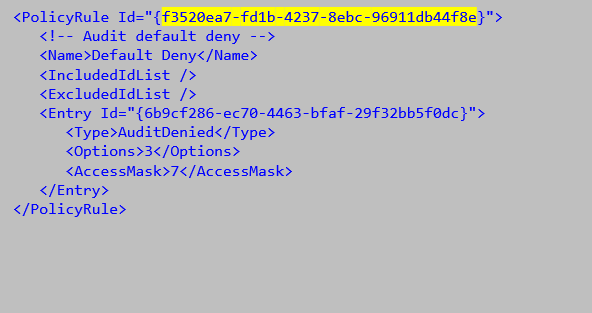 <PolicyRule Id="{f3520ea7-fd1b-4237-8ebc-96911db44f8e}">
<!-- Audit default deny -->
<Name>Default Deny</Name>
<IncludedIdList />
<ExcludedIdList />
<Entry Id="{6b9cf286-ec70-4463-bfaf-29f32bb5f0dc}">
<Type>AuditDenied</Type>
<Options>3</Options>
<AccessMask>7</AccessMask>
</Entry>
</PolicyRule>